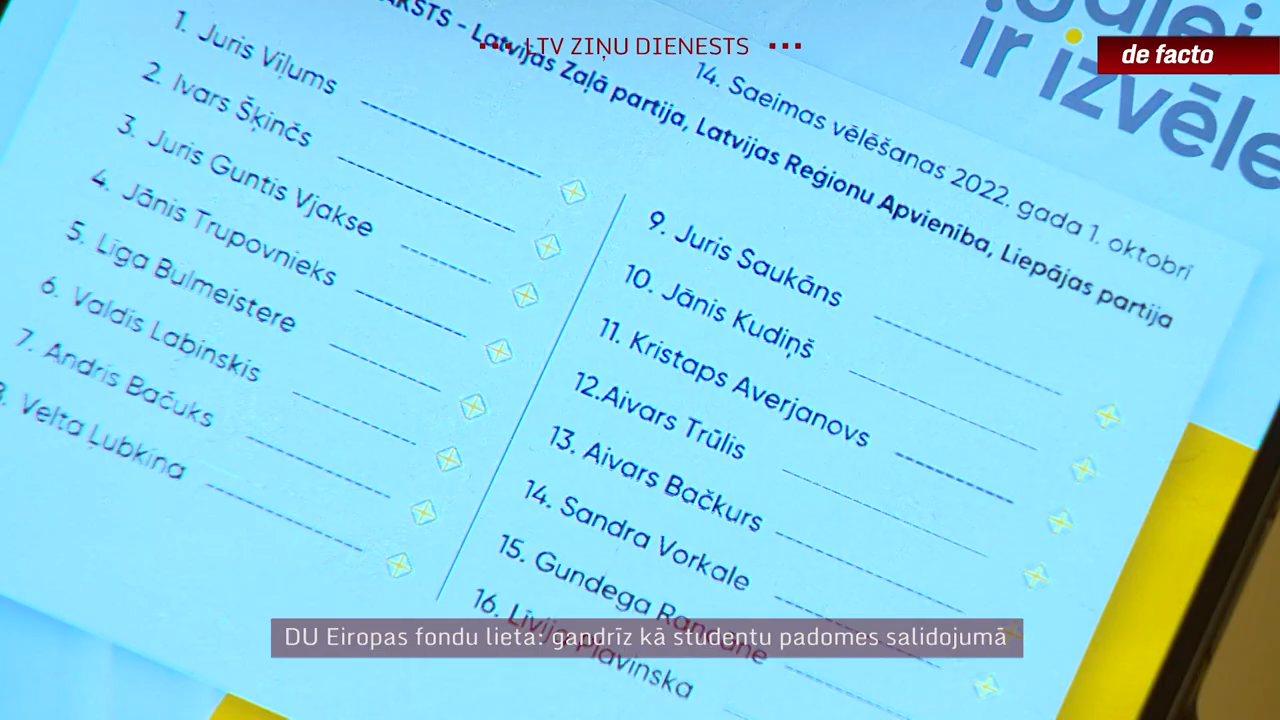 LTV ZIŅU DIENESTS
de facto
ir izvēle
14. Saeimas vēlēšanas 2022. gada 1. oktobrī
- Latvijas Zaļā partija, Latvijas Reģionu Apvienība, Liepājas partija
1. Juris Viļums
2. Ivars Šķinčs
3. Juris Guntis Vjakse
4. Jānis Trupovnieks
5. Līga Bulmeistere
6. Valdis Labinskis
7. Andris Bačuks
8. Velta Ļubkina
9. Juris Saukāns
10. Jānis Kudiņš
11. Kristaps Averjanovs
12.Aivars Trūlis
13. Aivars Bačkurs
14. Sandra Vorkale
15. Gundega
16. Līvija Plavinska
DU Eiropas fondu lieta: gandrīz kā studentu padomes salidojumā